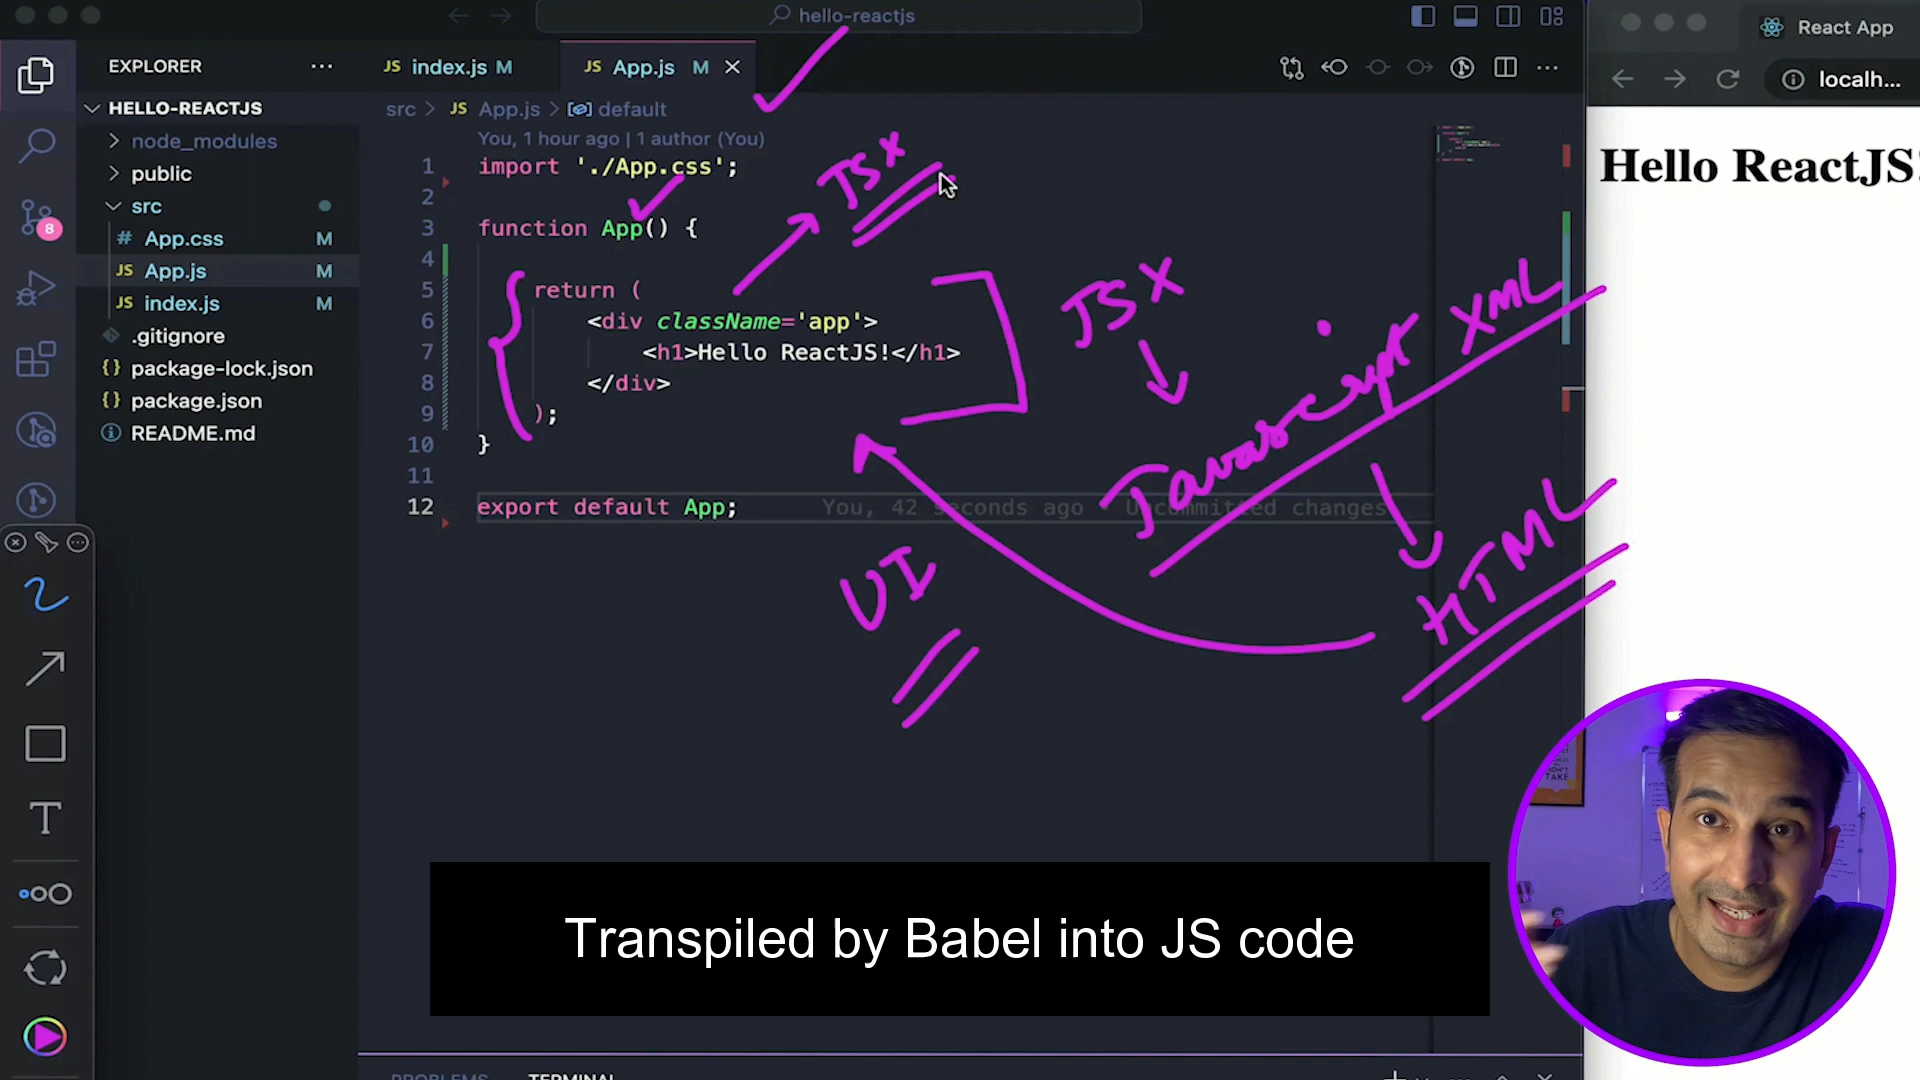 hello-reactjs
React App
localh...
Hello ReactJS!
EXPLORER
HELLO-REACTJS
node_modules
public
src
# App.css M
JS App.js M
JS index.js M
.gitignore
{} package-lock.json
{} package.json
README.md
8
JS index.js M
JS App.js M
src > JS App.js > default
You, 1 hour ago | 1 author (You)
1 import './App.css';
2
3 function App() {
4
5 return (
6 <div className='app'>
7 <h1>Hello ReactJS!</h1>
8 </div>
9 );
10 }
11
12 export default App; You, 42 seconds ago Uncommitted changes
JSX
JSX
Javascript XML
HTML
UI
T
Transpiled by Babel into JS code
PROBLEMS TERMINAL